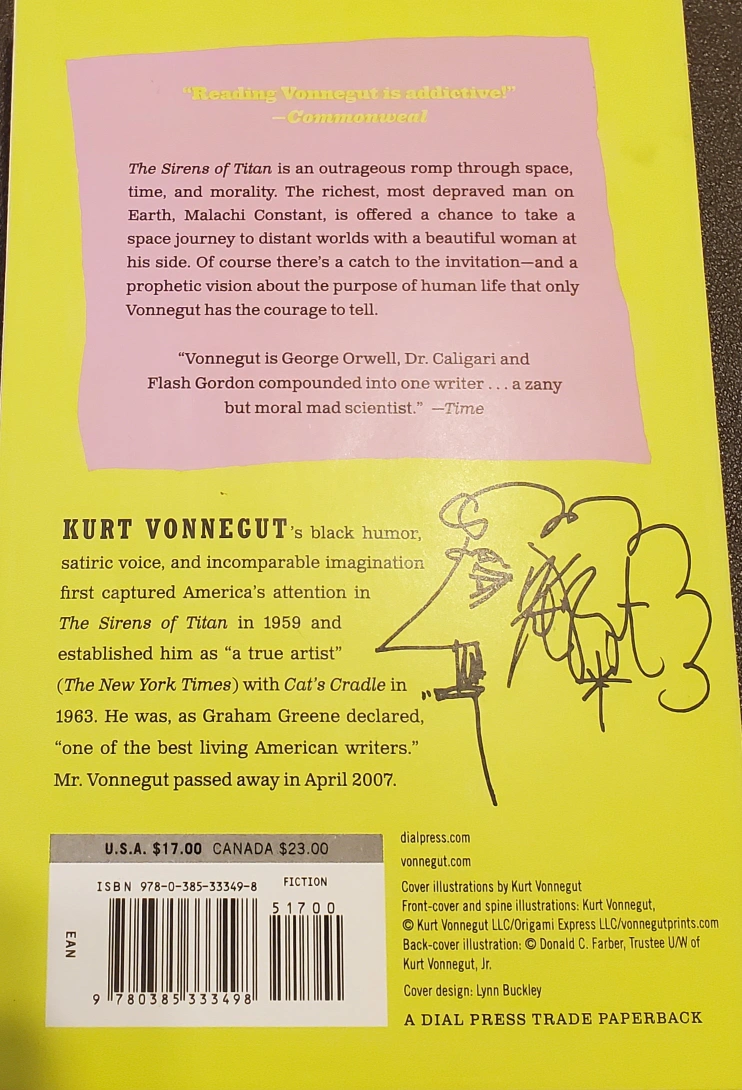 “Reading Vonnegut is addictive!”
—Commonweal
The Sirens of Titan is an outrageous romp through space,
time, and morality. The richest, most depraved man on
Earth, Malachi Constant, is offered a chance to take a
space journey to distant worlds with a beautiful woman at
his side. Of course there’s a catch to the invitation—and a
prophetic vision about the purpose of human life that only
Vonnegut has the courage to tell.
“Vonnegut is George Orwell, Dr. Caligari and
Flash Gordon compounded into one writer . . . a zany
but moral mad scientist.” —Time
KURT VONNEGUT’s black humor,
satiric voice, and incomparable imagination
first captured America’s attention in
The Sirens of Titan in 1959 and
established him as “a true artist”
(The New York Times) with Cat’s Cradle in
1963. He was, as Graham Greene declared,
“one of the best living American writers.”
Mr. Vonnegut passed away in April 2007.
U.S.A. $17.00 CANADA $23.00
ISBN 978-0-385-33349-8
FICTION
51700
EAN
9 780385 333498
dialpress.com
vonnegut.com
Cover illustrations by Kurt Vonnegut
Front-cover and spine illustrations: Kurt Vonnegut,
© Kurt Vonnegut LLC/Origami Express LLC/vonnegutprints.com
Back-cover illustration: © Donald C. Farber, Trustee U/W of
Kurt Vonnegut, Jr.
Cover design: Lynn Buckley
A DIAL PRESS TRADE PAPERBACK